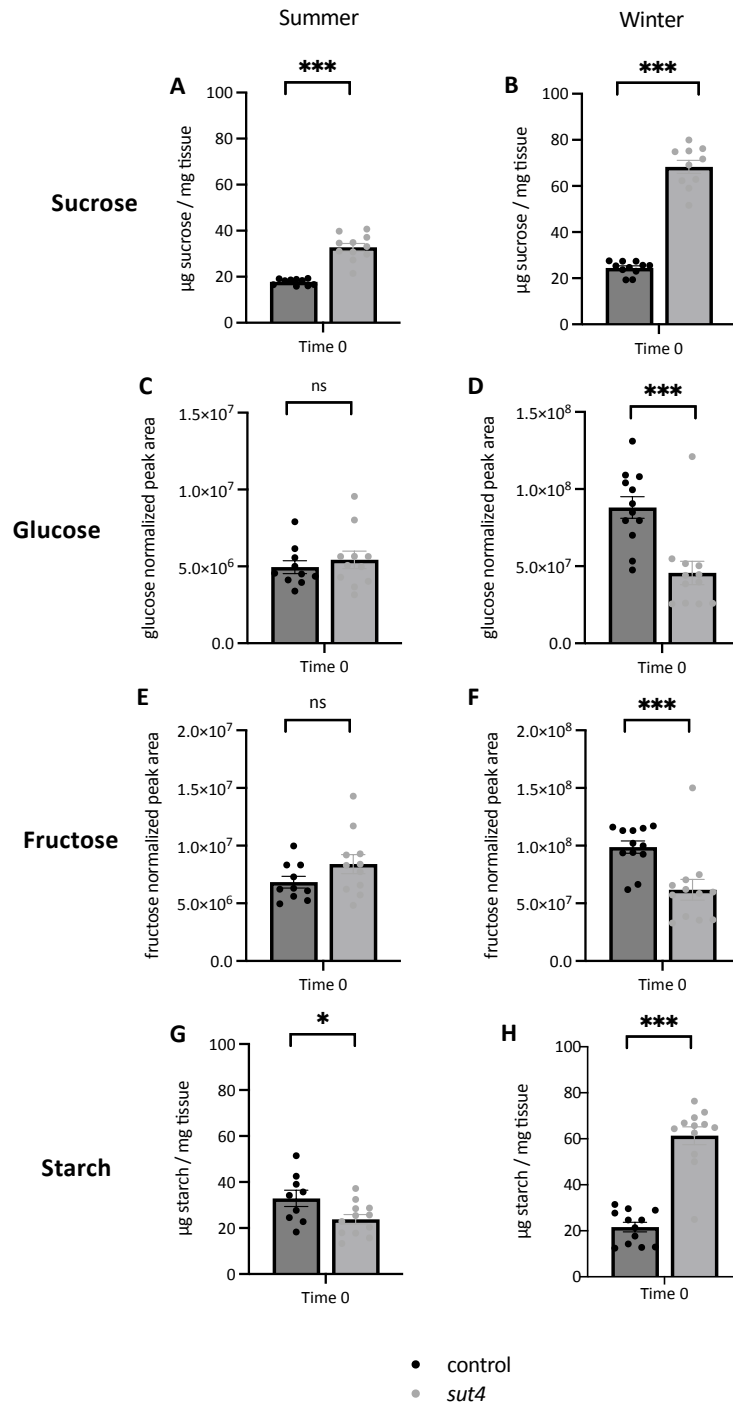 Summer
Winter
A
***
B
***
Sucrose
µg sucrose / mg tissue
100
80
60
40
20
0
Time 0
µg sucrose / mg tissue
100
80
60
40
20
0
Time 0
C
ns
D
***
Glucose
glucose normalized peak area
1.5×10⁷
1.0×10⁷
5.0×10⁶
0.0
Time 0
glucose normalized peak area
1.5×10⁸
1.0×10⁸
5.0×10⁷
0.0
Time 0
E
ns
F
***
Fructose
fructose normalized peak area
2.0×10⁷
1.5×10⁷
1.0×10⁷
5.0×10⁶
0.0
Time 0
fructose normalized peak area
2.0×10⁸
1.5×10⁸
1.0×10⁸
5.0×10⁷
0.0
Time 0
G
*
H
***
Starch
µg starch / mg tissue
100
80
60
40
20
0
Time 0
µg starch / mg tissue
100
80
60
40
20
0
Time 0
control
sut4